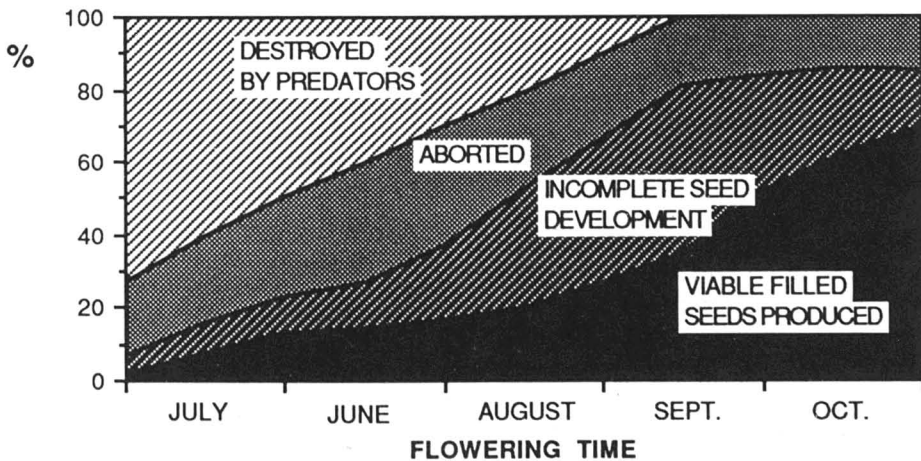 100
%
80
60
40
20
0
DESTROYED
BY PREDATORS
ABORTED
INCOMPLETE SEED
DEVELOPMENT
VIABLE FILLED
SEEDS PRODUCED
JULY JUNE AUGUST SEPT. OCT.
FLOWERING TIME